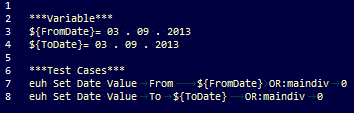 1
2 ***Variable***
3 ${FromDate}= 03 . 09 . 2013
4 ${ToDate}= 03 . 09 . 2013
5
6 ***Test Cases***
7 euh Set Date Value From ${FromDate} OR:maindiv 0
8 euh Set Date Value To ${ToDate} OR:maindiv 0